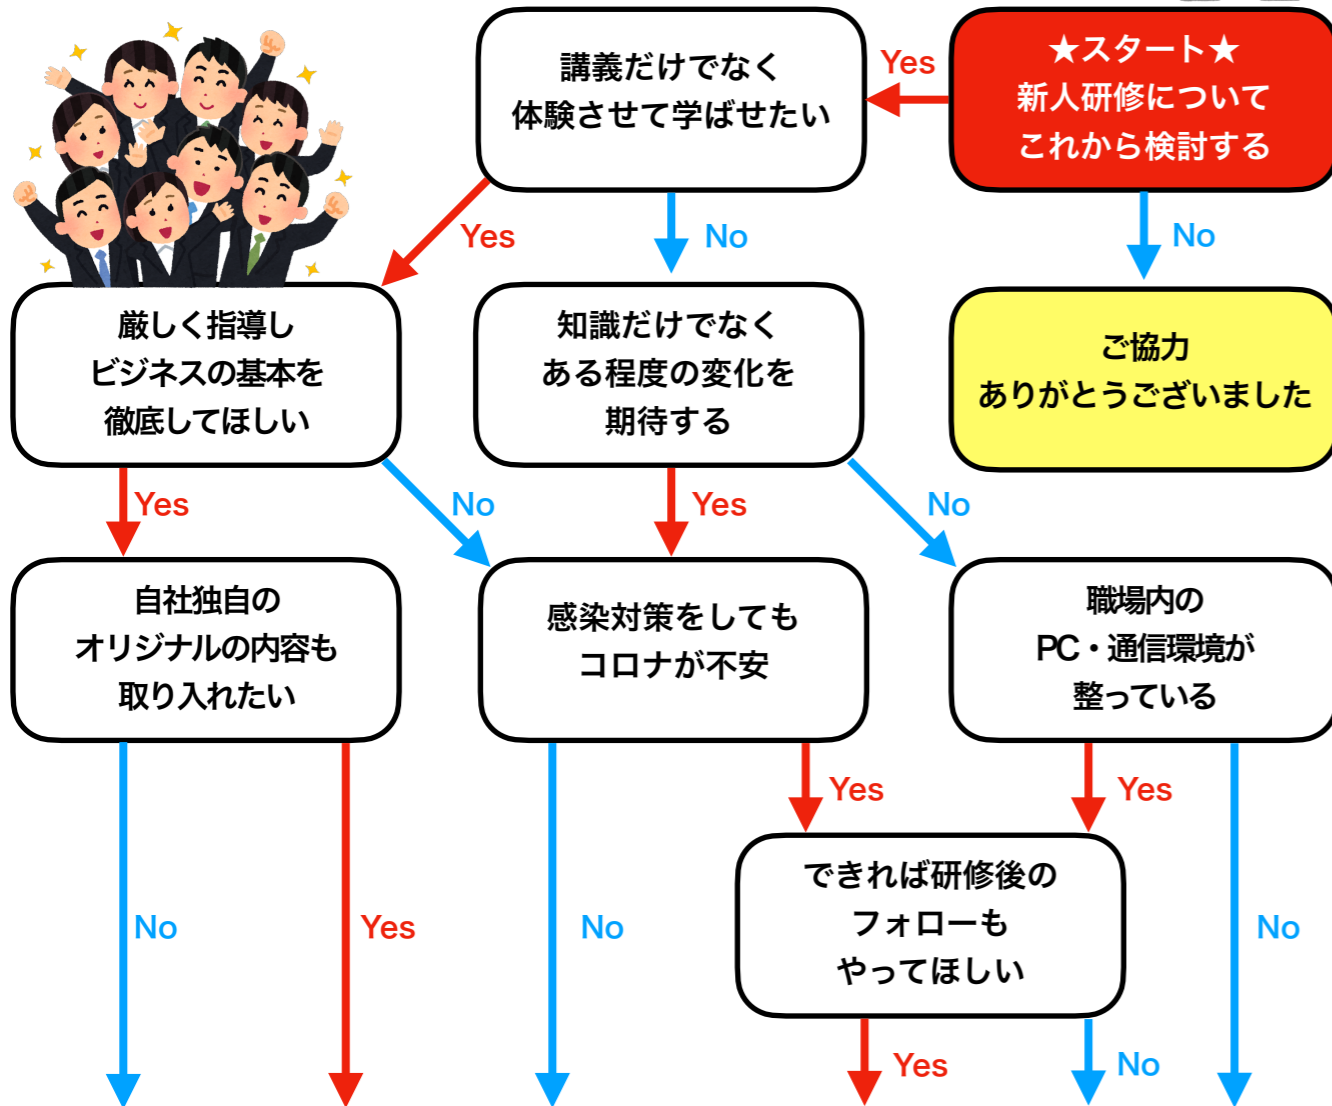 ★スタート★
新人研修について
これから検討する
Yes
講義だけでなく
体験させて学ばせたい
No
ご協力
ありがとうございました
Yes
No
厳しく指導し
ビジネスの基本を
徹底してほしい
知識だけでなく
ある程度の変化を
期待する
Yes
No
Yes
No
自社独自の
オリジナルの内容も
取り入れたい
感染対策をしても
コロナが不安
職場内の
PC・通信環境が
整っている
Yes
Yes
できれば研修後の
フォローも
やってほしい
No
Yes
No
No
Yes
No